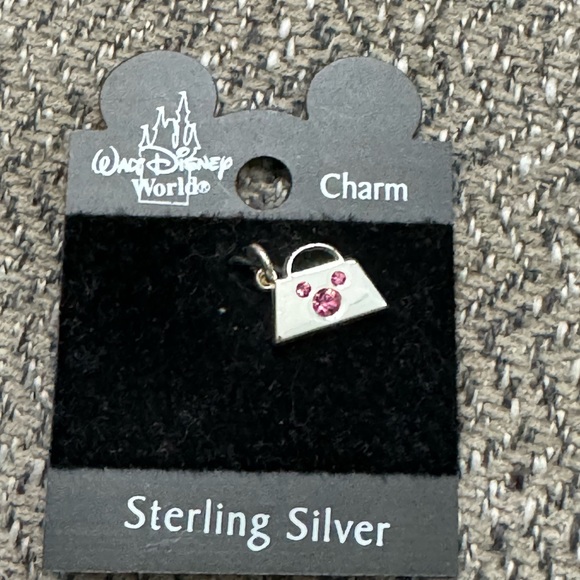 Walt Disney
World®
Charm
Sterling Silver